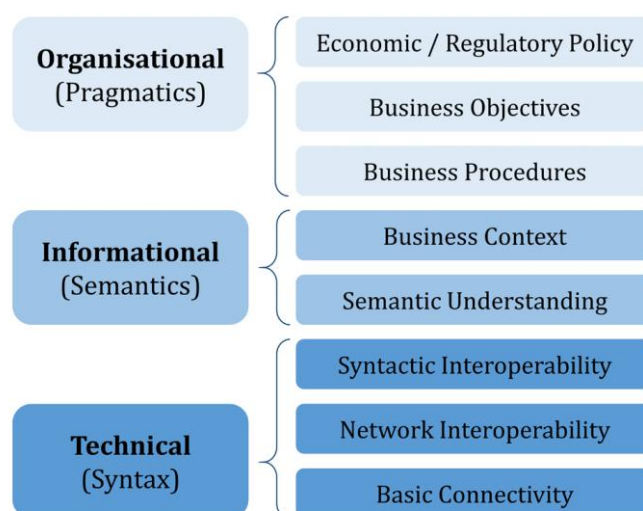 Organisational
(Pragmatics)
Economic / Regulatory Policy
Business Objectives
Business Procedures
Informational
(Semantics)
Business Context
Semantic Understanding
Technical
(Syntax)
Syntactic Interoperability
Network Interoperability
Basic Connectivity